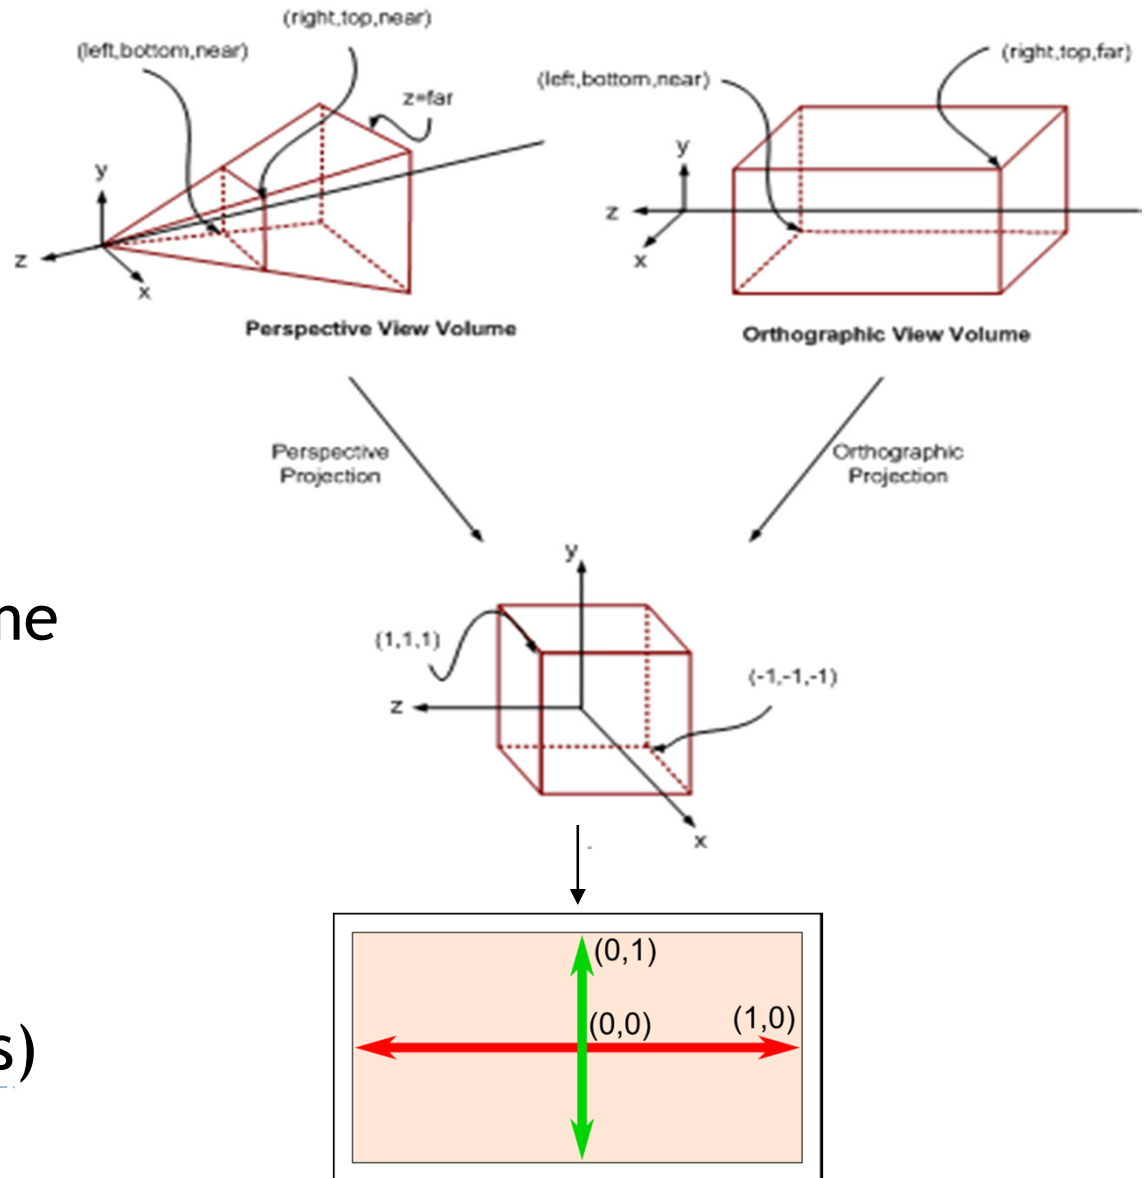 (right,top,near)
(left,bottom,near)
z=far
y
z
x
Perspective View Volume
(right,top,far)
(left,bottom,near)
y
z
x
Orthographic View Volume
Perspective
Projection
Orthographic
Projection
y
(1,1,1)
(-1,-1,-1)
z
x
(0,1)
(0,0)
(1,0)
s)